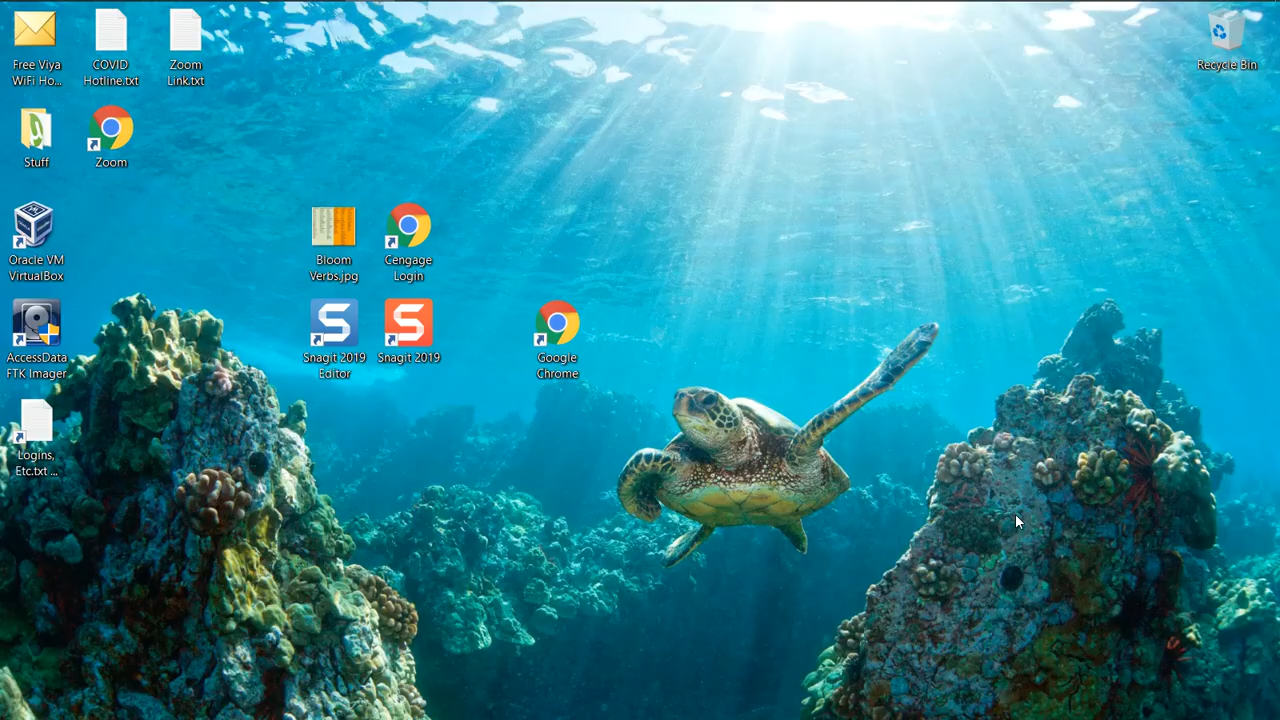 Free Viya
WiFi Ho...
COVID
Hotline.txt
Zoom
Link.txt
Recycle Bin
Stuff
Zoom
Oracle VM
VirtualBox
Bloom
Verbs.jpg
Cengage
Login
AccessData
FTK Imager
Snagit 2019
Editor
Snagit 2019
Google
Chrome
Logins,
Etc.txt ...